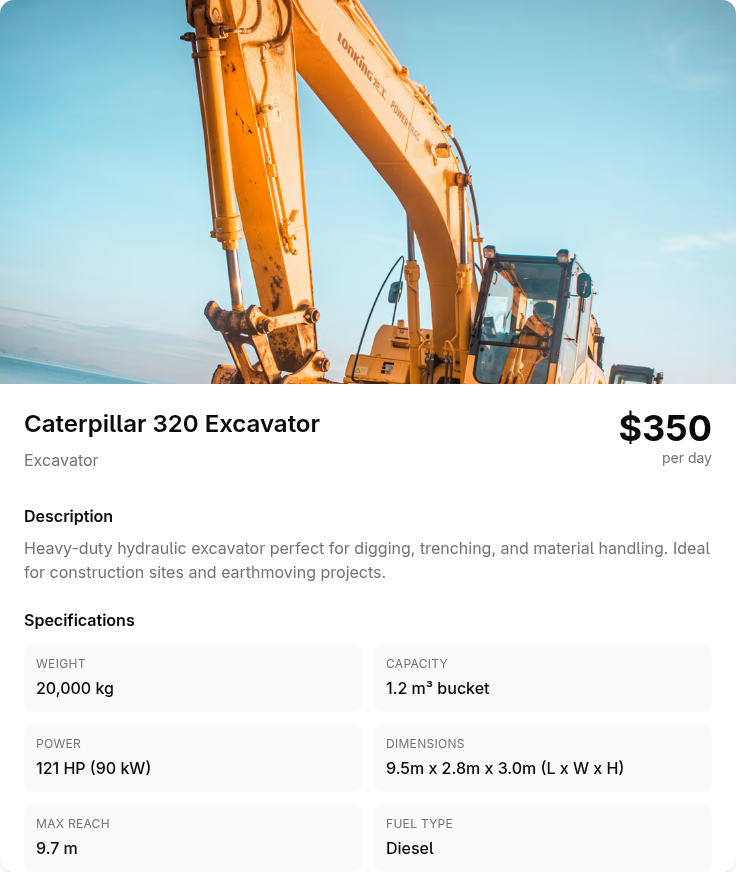 LONKING POWERTRAC
Caterpillar 320 Excavator
$350
Excavator
per day
Description
Heavy-duty hydraulic excavator perfect for digging, trenching, and material handling. Ideal
for construction sites and earthmoving projects.
Specifications
WEIGHT
20,000 kg
CAPACITY
1.2 m³ bucket
POWER
121 HP (90 kW)
DIMENSIONS
9.5m x 2.8m x 3.0m (L x W x H)
MAX REACH
9.7 m
FUEL TYPE
Diesel